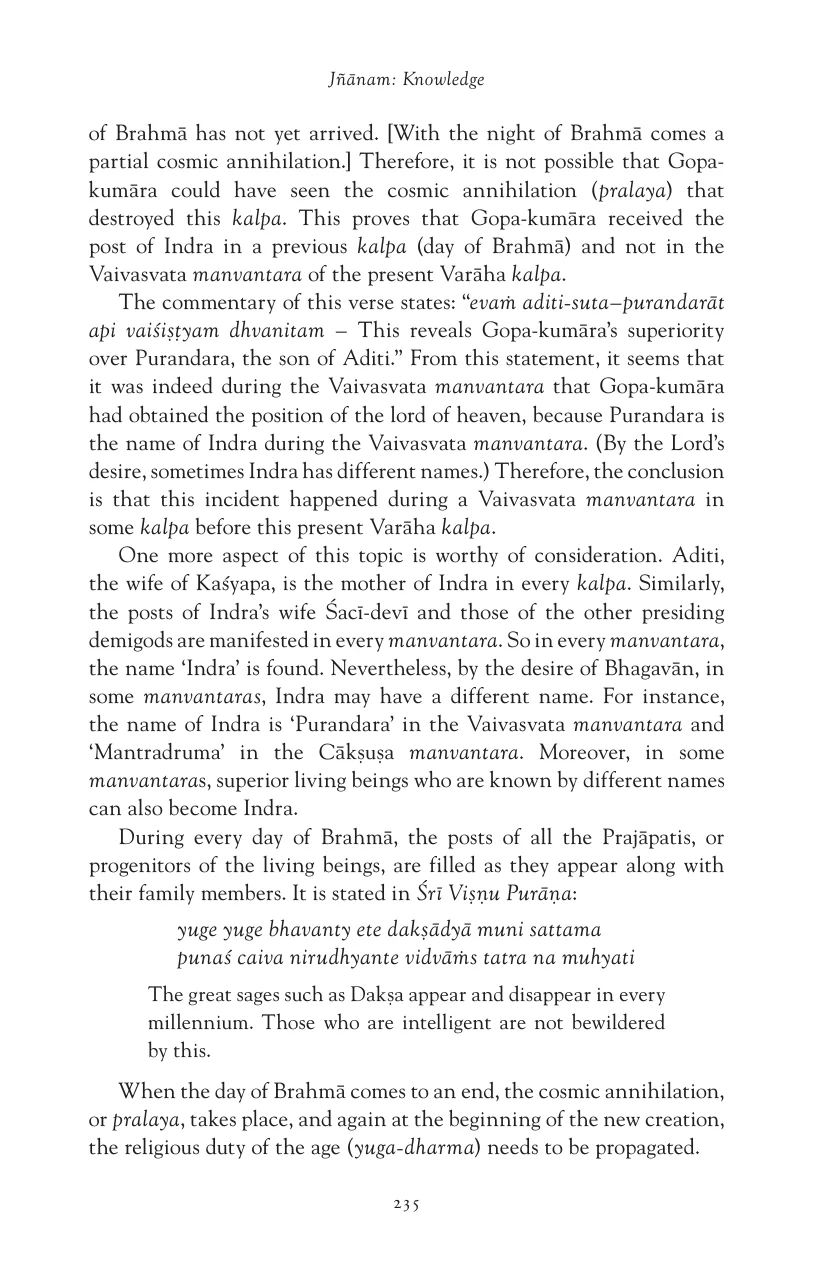 Jñānam: Knowledge
of Brahmā has not yet arrived. [With the night of Brahmā comes a
partial cosmic annihilation.] Therefore, it is not possible that Gopa-
kumāra could have seen the cosmic annihilation (pralaya) that
destroyed this kalpa. This proves that Gopa-kumāra received the
post of Indra in a previous kalpa (day of Brahmā) and not in the
Vaivasvata manvantara of the present Varāha kalpa.
The commentary of this verse states: “evaṁ aditi-suta–purandarāt
api vaiśiṣṭyam dhvanitam – This reveals Gopa-kumāra’s superiority
over Purandara, the son of Aditi.” From this statement, it seems that
it was indeed during the Vaivasvata manvantara that Gopa-kumāra
had obtained the position of the lord of heaven, because Purandara is
the name of Indra during the Vaivasvata manvantara. (By the Lord’s
desire, sometimes Indra has different names.) Therefore, the conclusion
is that this incident happened during a Vaivasvata manvantara in
some kalpa before this present Varāha kalpa.
One more aspect of this topic is worthy of consideration. Aditi,
the wife of Kaśyapa, is the mother of Indra in every kalpa. Similarly,
the posts of Indra’s wife Śacī-devī and those of the other presiding
demigods are manifested in every manvantara. So in every manvantara,
the name ‘Indra’ is found. Nevertheless, by the desire of Bhagavān, in
some manvantaras, Indra may have a different name. For instance,
the name of Indra is ‘Purandara’ in the Vaivasvata manvantara and
‘Mantradruma’ in the Cākṣuṣa manvantara. Moreover, in some
manvantaras, superior living beings who are known by different names
can also become Indra.
During every day of Brahmā, the posts of all the Prajāpatis, or
progenitors of the living beings, are filled as they appear along with
their family members. It is stated in Śrī Viṣṇu Purāṇa:
yuge yuge bhavanty ete dakṣādyā muni sattama
punaś caiva nirudhyante vidvāṁs tatra na muhyati
The great sages such as Dakṣa appear and disappear in every
millennium. Those who are intelligent are not bewildered
by this.
When the day of Brahmā comes to an end, the cosmic annihilation,
or pralaya, takes place, and again at the beginning of the new creation,
the religious duty of the age (yuga-dharma) needs to be propagated.
235